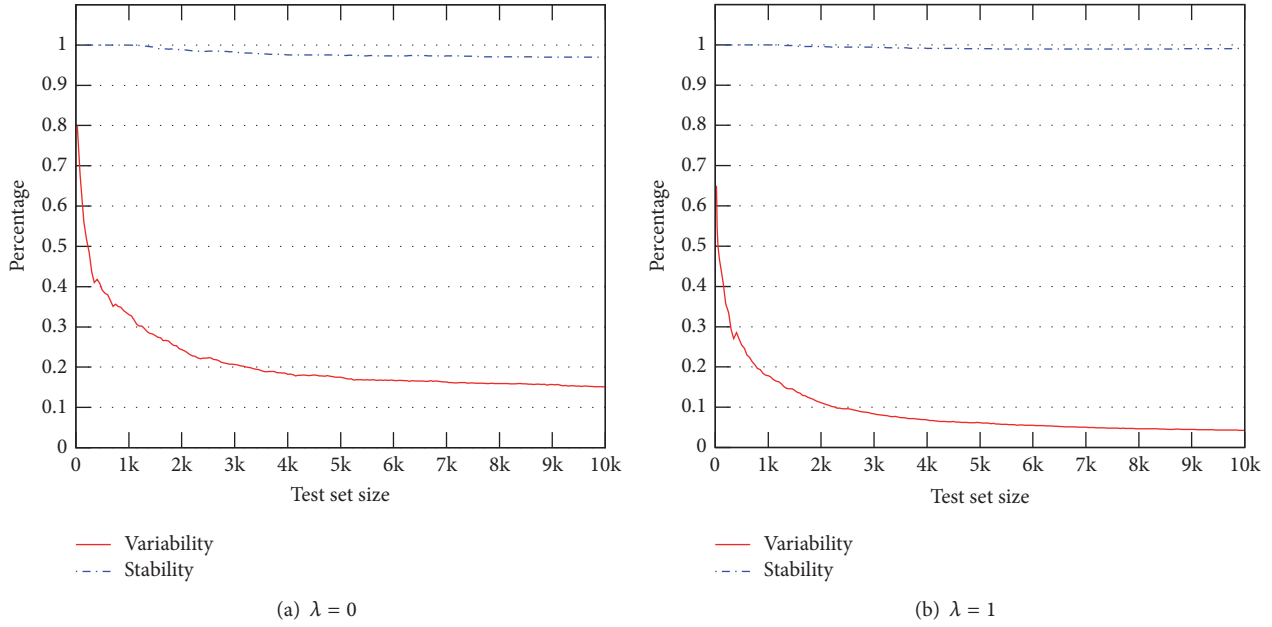 1
0.9
0.8
0.7
0.6
0.5
0.4
0.3
0.2
0.1
0
Percentage
0 1k 2k 3k 4k 5k 6k 7k 8k 9k 10k
Test set size
Variability
Stability
(a) λ = 0
1
0.9
0.8
0.7
0.6
0.5
0.4
0.3
0.2
0.1
0
Percentage
0 1k 2k 3k 4k 5k 6k 7k 8k 9k 10k
Test set size
Variability
Stability
(b) λ = 1